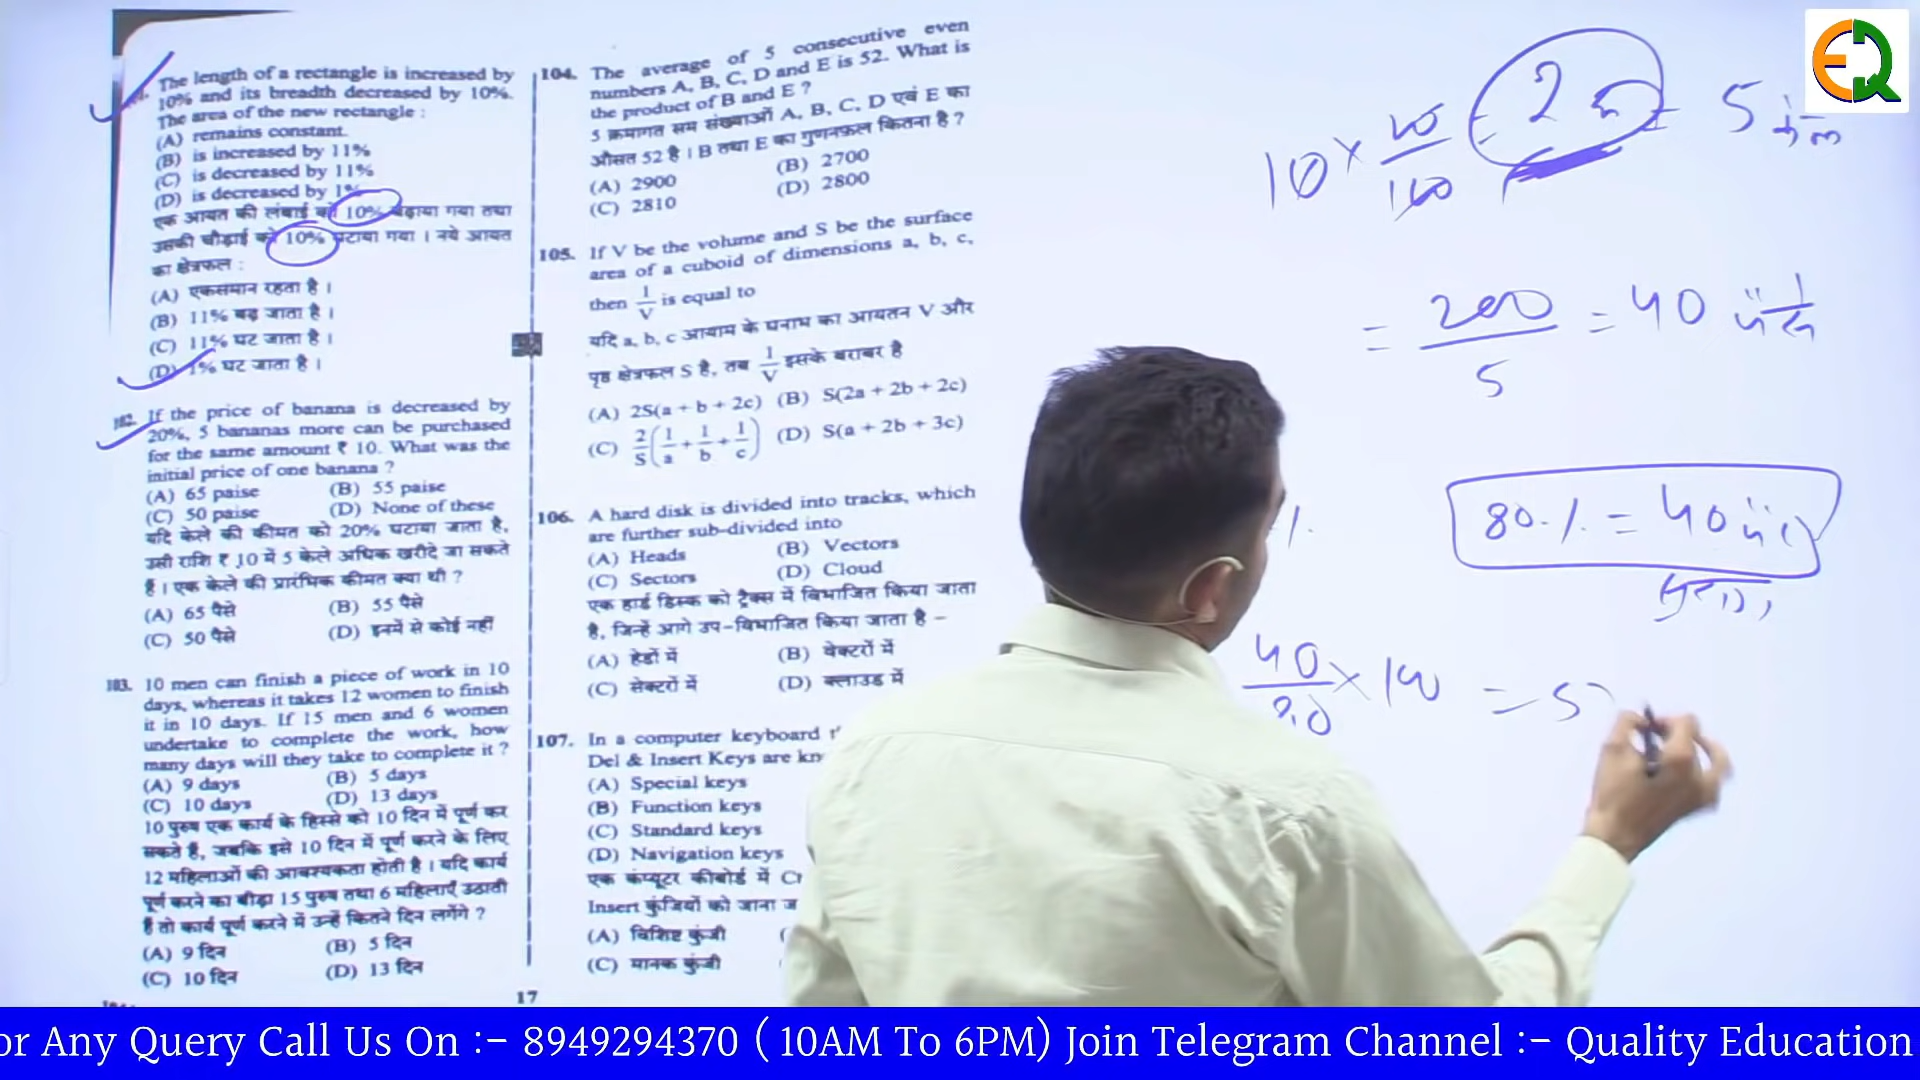 The length of a rectangle is increased by
10% and its breadth decreased by 10%.
The area of the new rectangle :
(A) remains constant.
(B) is increased by 11%
(C) is decreased by 11%
(D) is decreased by 1%
एक आयत की लंबाई को 10% बढ़ाया गया तथा
उसकी चौड़ाई को 10% घटाया गया । नये आयत
का क्षेत्रफल :
(A) एकसमान रहता है ।
(B) 11% बढ़ जाता है ।
(C) 11% घट जाता है ।
(D) 1% घट जाता है ।
102. If the price of banana is decreased by
20%, 5 bananas more can be purchased
for the same amount ₹ 10. What was the
initial price of one banana ?
(A) 65 paise (B) 55 paise
(C) 50 paise (D) None of these
यदि केले की कीमत को 20% घटाया जाता है,
उसी राशि ₹ 10 में 5 केले अधिक खरीदे जा सकते
हैं । एक केले की प्रारंभिक कीमत क्या थी ?
(A) 65 पैसे (B) 55 पैसे
(C) 50 पैसे (D) इनमें से कोई नहीं
103. 10 men can finish a piece of work in 10
days, whereas it takes 12 women to finish
it in 10 days. If 15 men and 6 women
undertake to complete the work, how
many days will they take to complete it ?
(A) 9 days (B) 5 days
(C) 10 days (D) 13 days
10 पुरुष एक कार्य के हिस्से को 10 दिन में पूर्ण कर
सकते हैं, जबकि इसे 10 दिन में पूर्ण करने के लिए
12 महिलाओं की आवश्यकता होती है । यदि कार्य
पूर्ण करने का बीड़ा 15 पुरुष तथा 6 महिलाएँ उठाती
हैं तो कार्य पूर्ण करने में उन्हें कितने दिन लगेंगे ?
(A) 9 दिन (B) 5 दिन
(C) 10 दिन (D) 13 दिन
104. The average of 5 consecutive even
numbers A, B, C, D and E is 52. What is
the product of B and E ?
5 क्रमागत सम संख्याओं A, B, C, D एवं E का
औसत 52 है । B तथा E का गुणनफ़ल कितना है ?
(A) 2900 (B) 2700
(C) 2810 (D) 2800
105. If V be the volume and S be the surface
area of a cuboid of dimensions a, b, c,
then 1/V is equal to
यदि a, b, c आयाम के घनाभ का आयतन V और
पृष्ठ क्षेत्रफल S है, तब 1/V इसके बराबर है
(A) 2S(a + b + 2c) (B) S(2a + 2b + 2c)
(C) 2/S (1/a + 1/b + 1/c) (D) S(a + 2b + 3c)
106. A hard disk is divided into tracks, which
are further sub-divided into
(A) Heads (B) Vectors
(C) Sectors (D) Cloud
एक हार्ड डिस्क को ट्रैक्स में विभाजित किया जाता
है, जिन्हें आगे उप-विभाजित किया जाता है –
(A) हेडों में (B) वेक्टरों में
(C) सेक्टरों में (D) क्लाउड में
107. In a computer keyboard
Del & Insert Keys are
(A) Special keys
(B) Function keys
(C) Standard keys
(D) Navigation keys
एक कंप्यूटर कीबोर्ड में
Insert कुंजियों को जाना
(A) विशिष्ट कुंजी
(C) मानक कुंजी
17
= 200/5 = 40
80% = 40
40/80 × 100 = 5
EQ
or Any Query Call Us On :– 8949294370 ( 10AM To 6PM) Join Telegram Channel :– Quality Education